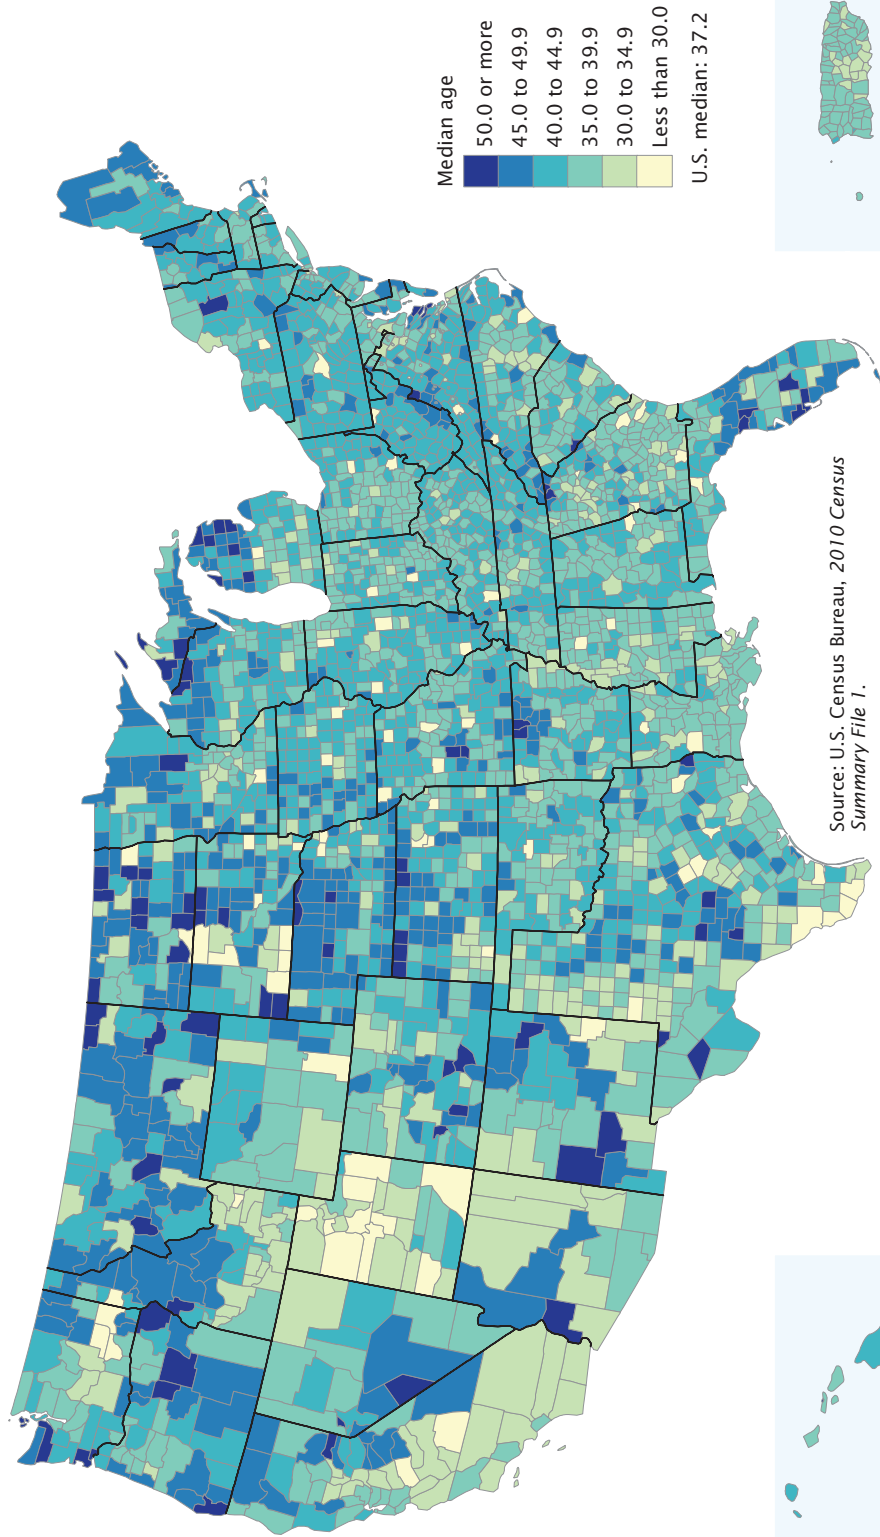 Median age
50.0 or more
45.0 to 49.9
40.0 to 44.9
35.0 to 39.9
30.0 to 34.9
Less than 30.0
U.S. median: 37.2
Source: U.S. Census Bureau, 2010 Census
Summary File 1.